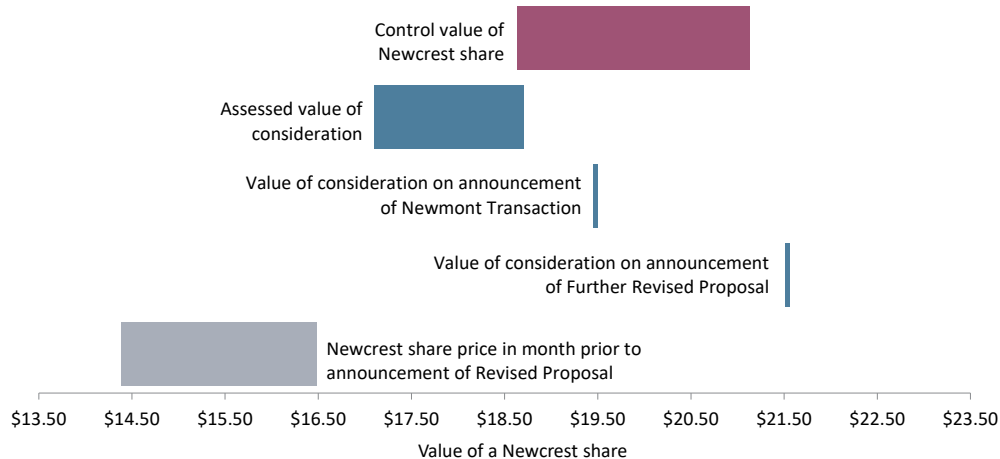 Control value of
Newcrest share
Assessed value of
consideration
Value of consideration on announcement
of Newmont Transaction
Value of consideration on announcement
of Further Revised Proposal
Newcrest share price in month prior to
announcement of Revised Proposal
$13.50 $14.50 $15.50 $16.50 $17.50 $18.50 $19.50 $20.50 $21.50 $22.50 $23.50
Value of a Newcrest share